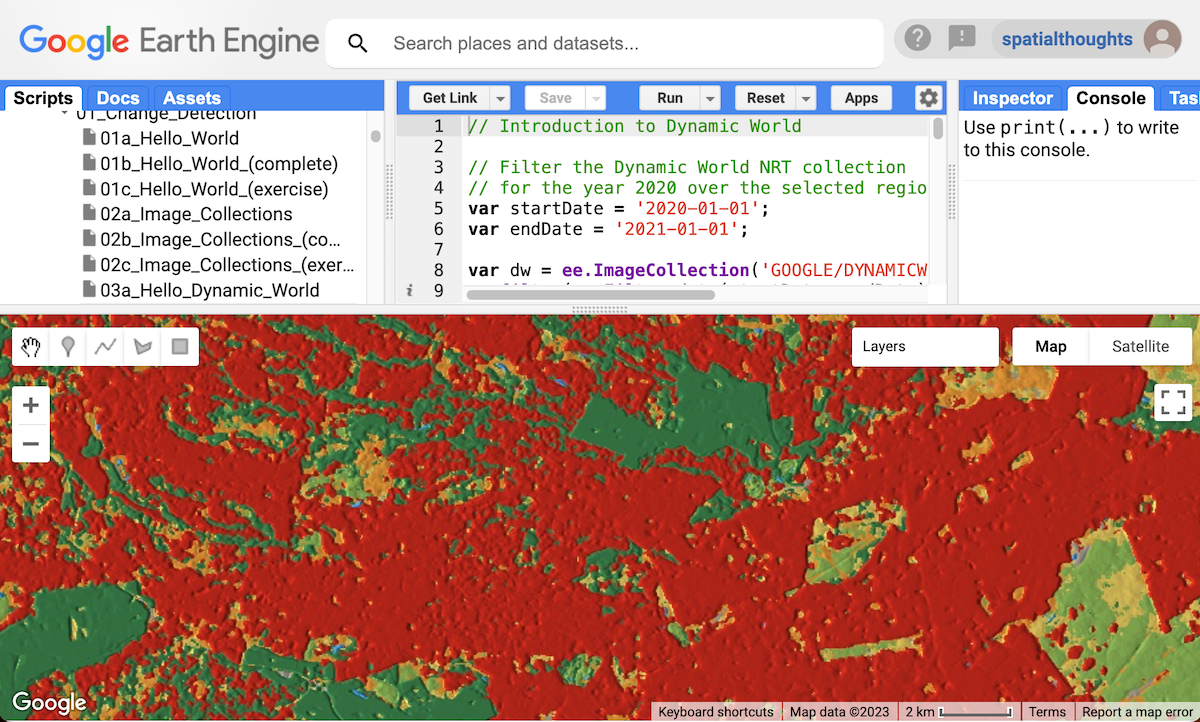 Google Earth Engine
Search places and datasets...
spatialthoughts
Scripts Docs Assets
01_Change_Detection
01a_Hello_World
01b_Hello_World_(complete)
01c_Hello_World_(exercise)
02a_Image_Collections
02b_Image_Collections_(co...
02c_Image_Collections_(exer...
03a_Hello_Dynamic_World
Get Link Save Run Reset Apps
1 // Introduction to Dynamic World
2
3 // Filter the Dynamic World NRT collection
4 // for the year 2020 over the selected regio
5 var startDate = '2020-01-01';
6 var endDate = '2021-01-01';
7
8 var dw = ee.ImageCollection('GOOGLE/DYNAMICW
i 9
Inspector Console Tas
Use print(...) to write
to this console.
Layers
Map Satellite
Google
Keyboard shortcuts Map data ©2023 2 km Terms Report a map error